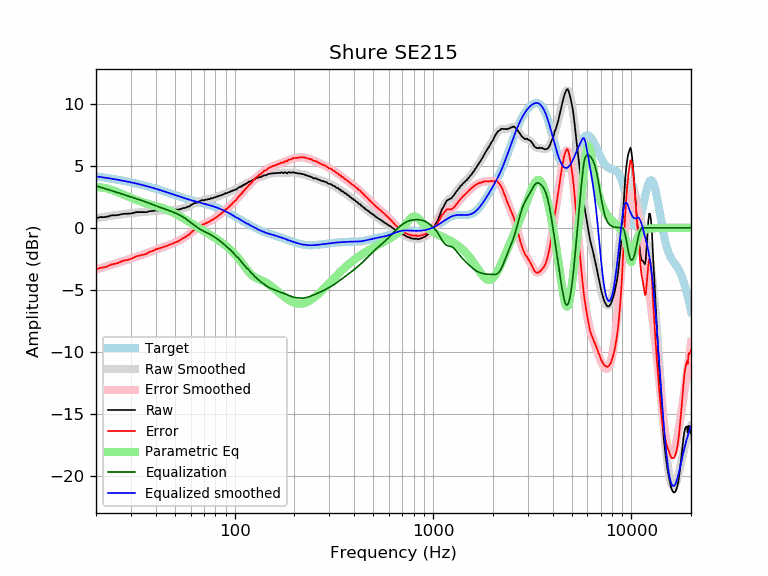 Shure SE215
Amplitude (dBr)
10
5
0
−5
−10
−15
−20
Target
Raw Smoothed
Error Smoothed
Raw
Error
Parametric Eq
Equalization
Equalized smoothed
100 1000 10000
Frequency (Hz)